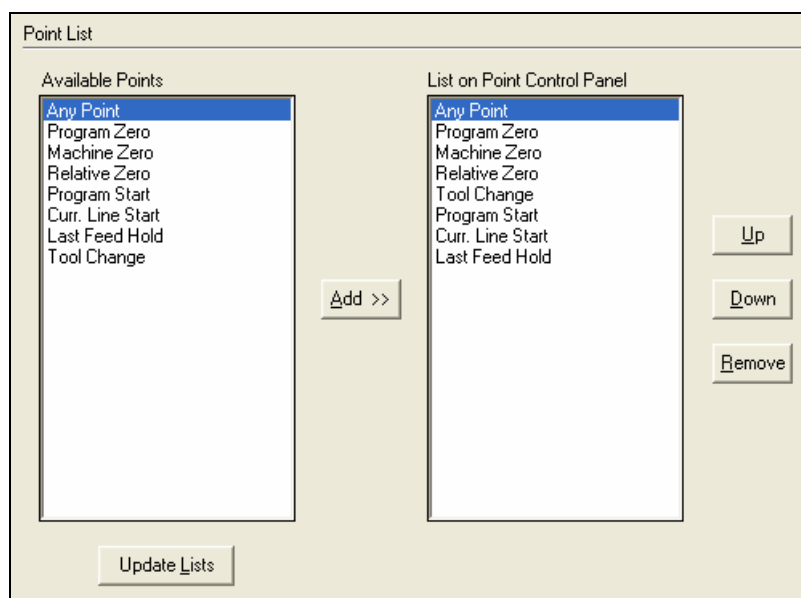 Point List
Available Points
Any Point
Program Zero
Machine Zero
Relative Zero
Program Start
Curr. Line Start
Last Feed Hold
Tool Change
Add >>
Update Lists
List on Point Control Panel
Any Point
Program Zero
Machine Zero
Relative Zero
Tool Change
Program Start
Curr. Line Start
Last Feed Hold
Up
Down
Remove